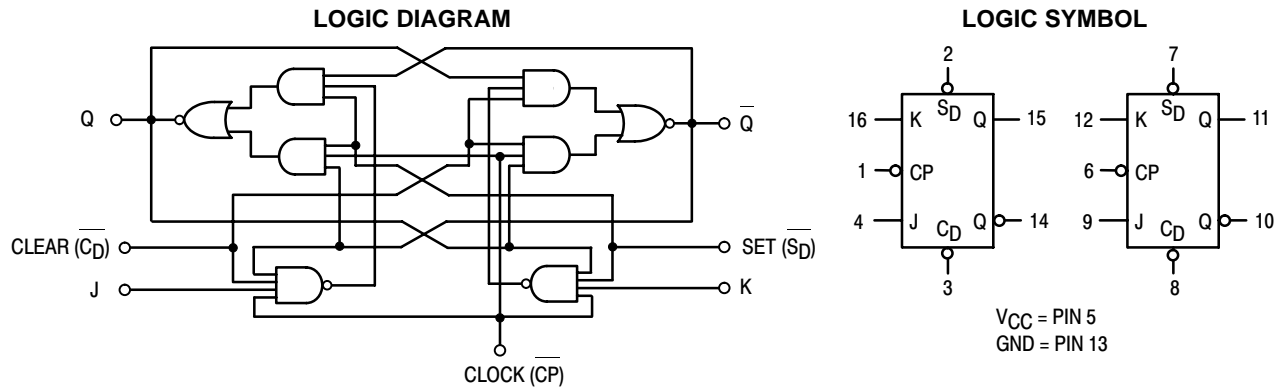 LOGIC DIAGRAM
Q
Q̅
CLEAR (C̅D̅)
SET (S̅D̅)
J
K
CLOCK (C̅P̅)
LOGIC SYMBOL
2
16 K SD Q 15
1 CP
4 J CD Q 14
3
7
12 K SD Q 11
6 CP
9 J CD Q 10
8
VCC = PIN 5
GND = PIN 13